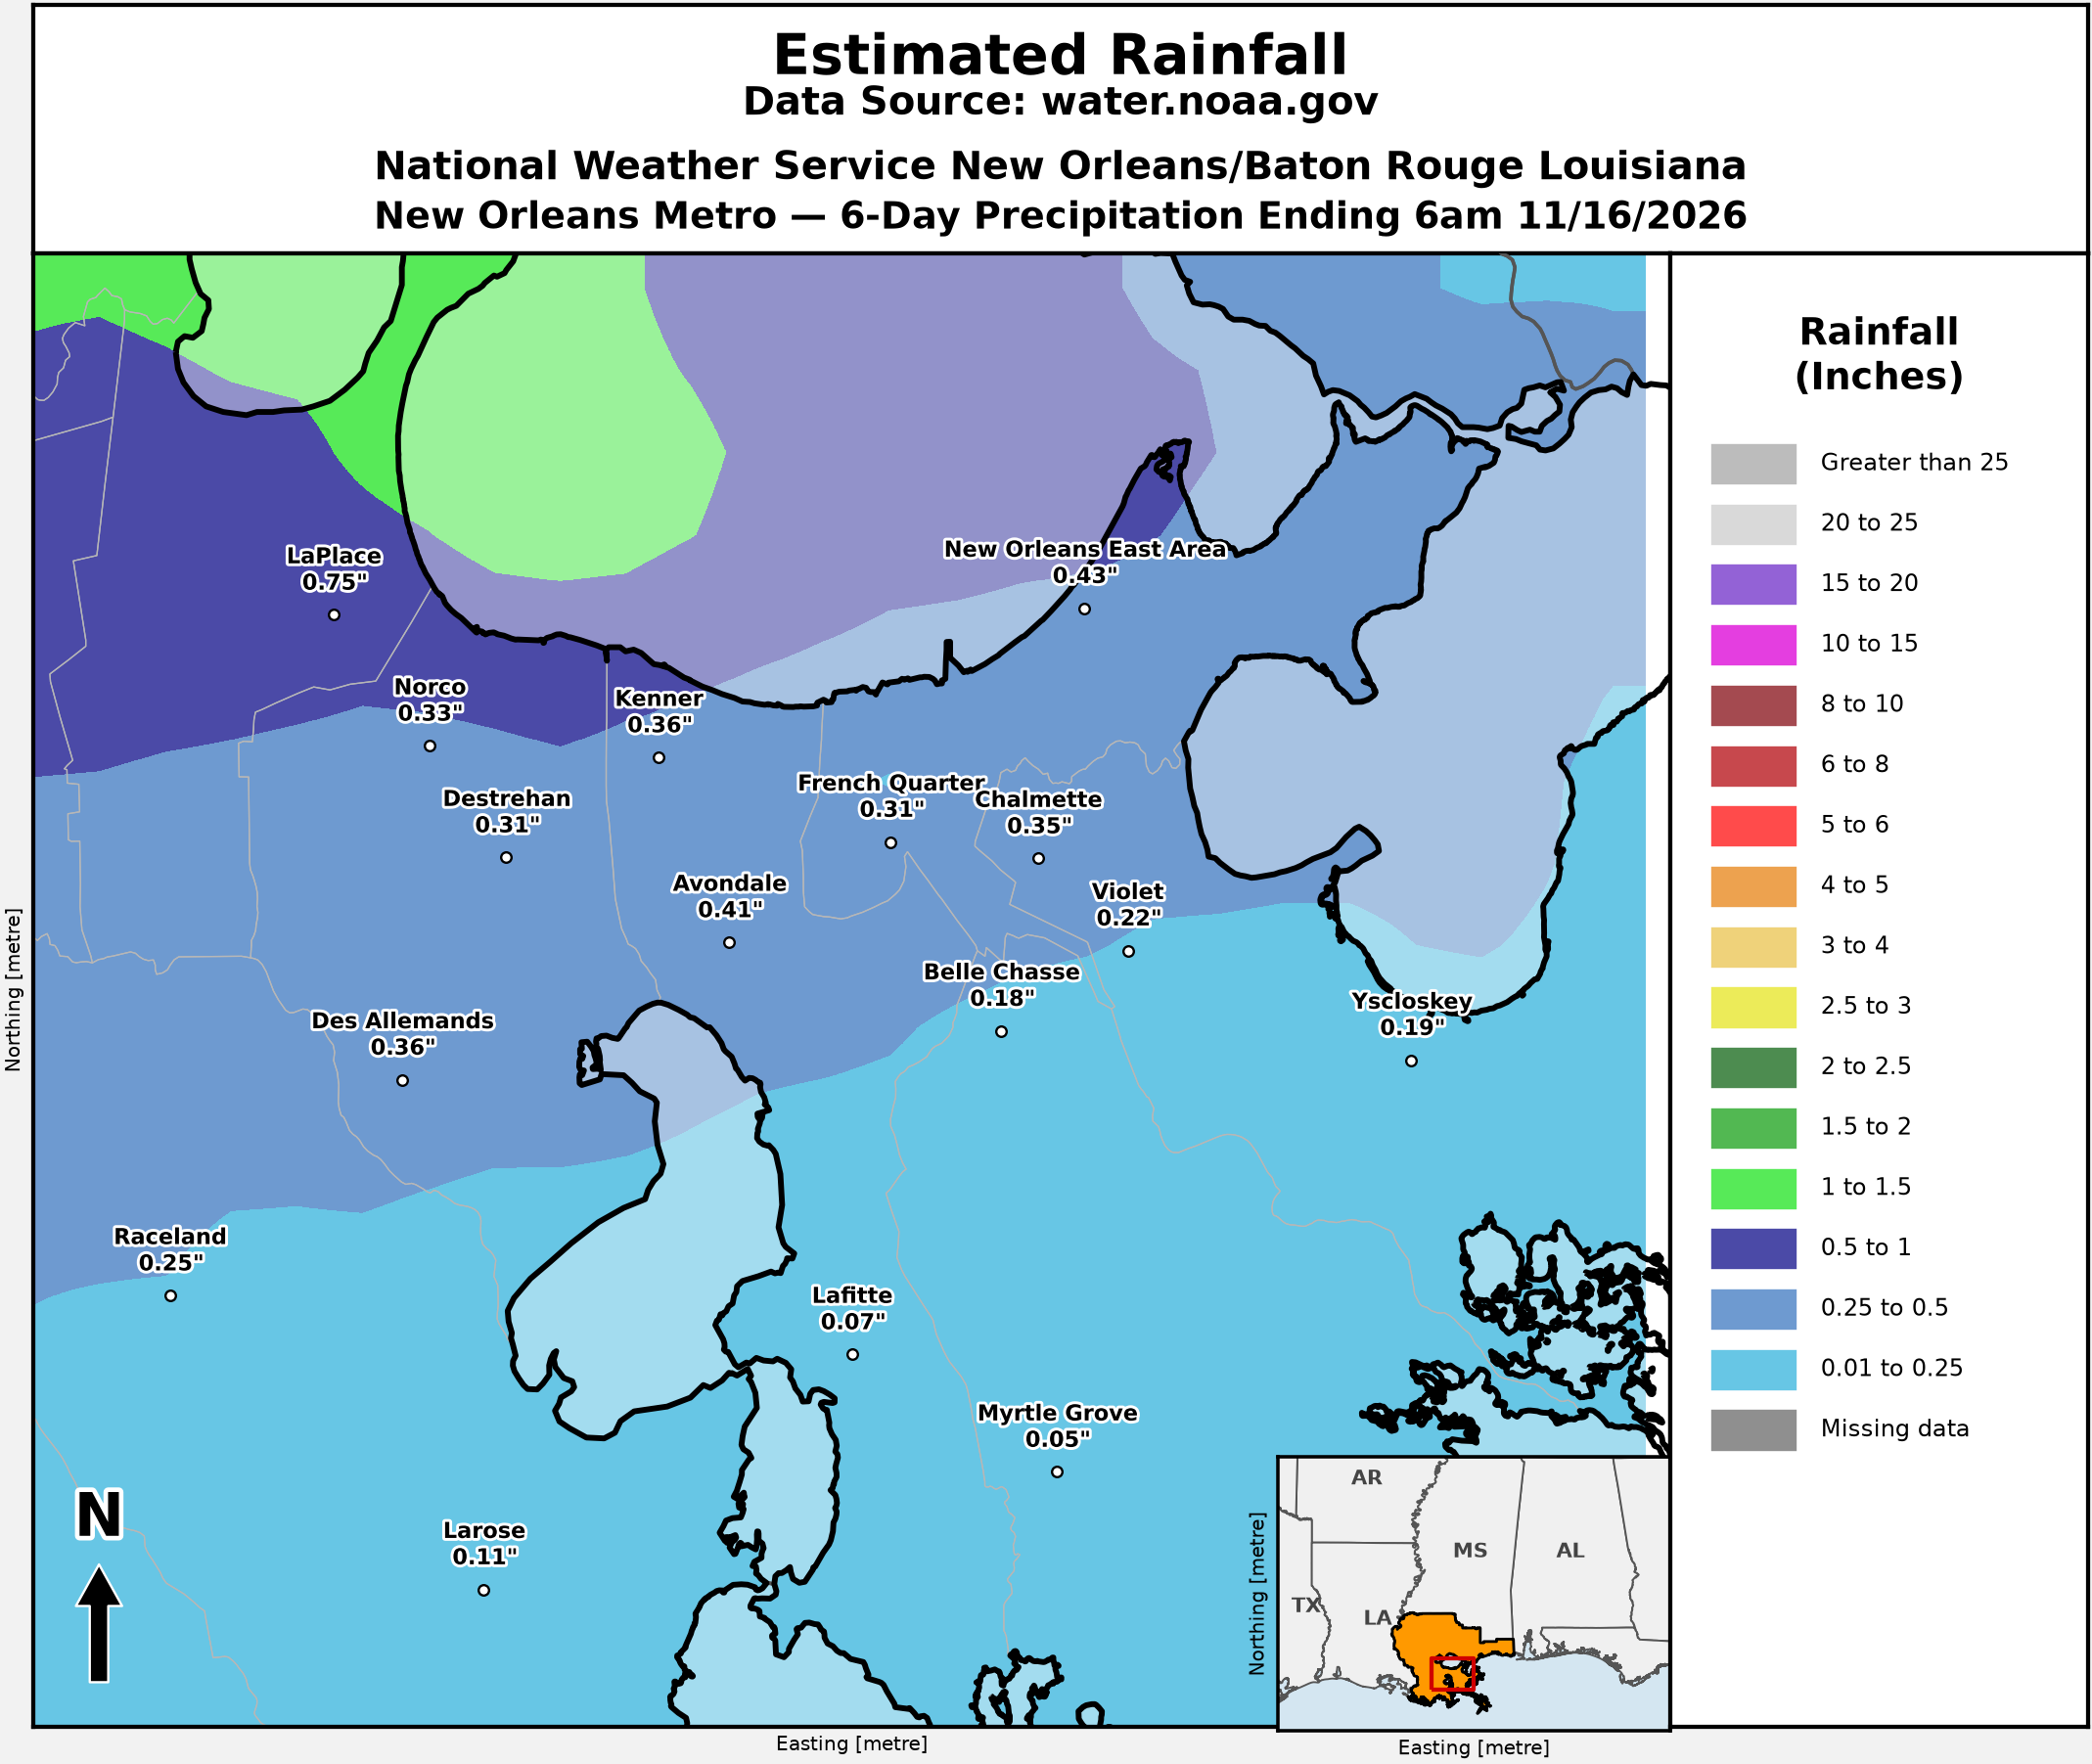 Estimated Rainfall
Data Source: water.noaa.gov
National Weather Service New Orleans/Baton Rouge Louisiana
New Orleans Metro — 6-Day Precipitation Ending 6am 11/16/2026
Rainfall
(Inches)
Greater than 25
20 to 25
15 to 20
10 to 15
8 to 10
6 to 8
5 to 6
4 to 5
3 to 4
2.5 to 3
2 to 2.5
1.5 to 2
1 to 1.5
0.5 to 1
0.25 to 0.5
0.01 to 0.25
Missing data
LaPlace
0.75"
New Orleans East Area
0.43"
Norco
0.33"
Kenner
0.36"
Destrehan
0.31"
French Quarter
0.31"
Chalmette
0.35"
Avondale
0.41"
Violet
0.22"
Belle Chasse
0.18"
Yscloskey
0.19"
Des Allemands
0.36"
Raceland
0.25"
Lafitte
0.07"
Myrtle Grove
0.05"
Larose
0.11"
N
AR
MS
AL
TX
LA
Northing [metre]
Easting [metre]
Northing [metre]
Easting [metre]